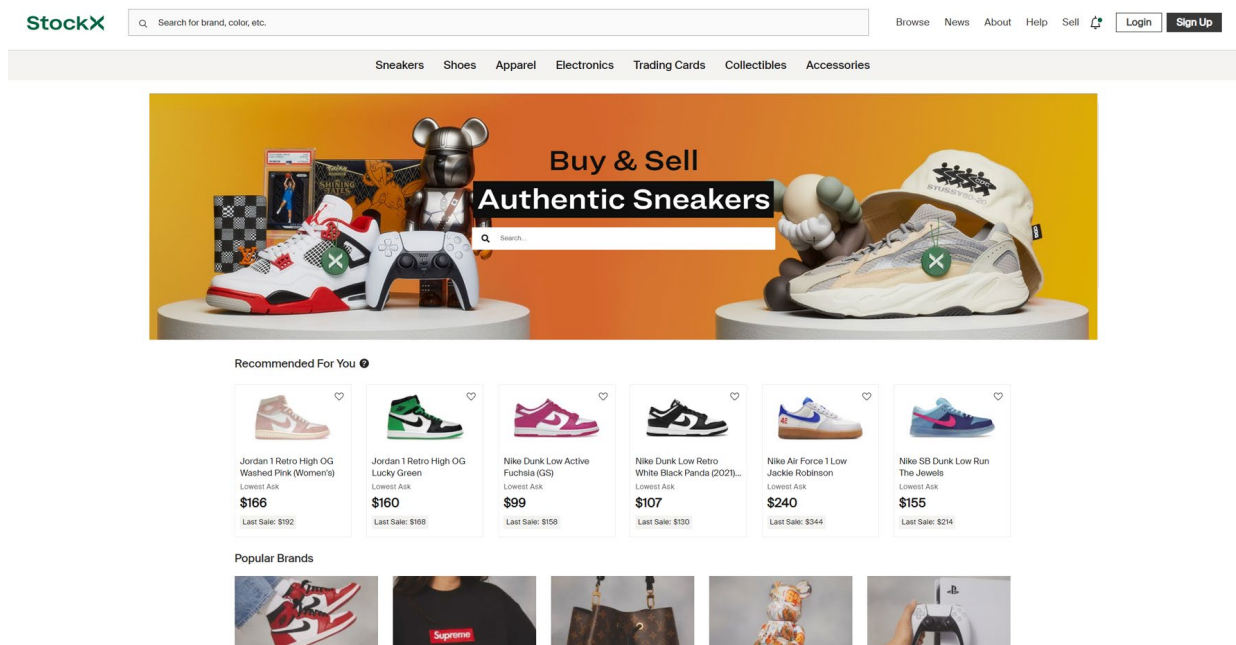 StockX
Search for brand, color, etc.
Browse News About Help Sell Login Sign Up
Sneakers Shoes Apparel Electronics Trading Cards Collectibles Accessories
Buy & Sell
Authentic Sneakers
Search...
SHINING
FATES
Recommended For You
Jordan 1 Retro High OG
Washed Pink (Women's)
Lowest Ask
$166
Last Sale: $192
Jordan 1 Retro High OG
Lucky Green
Lowest Ask
$160
Last Sale: $168
Nike Dunk Low Active
Fuchsia (GS)
Lowest Ask
$99
Last Sale: $158
Nike Dunk Low Retro
White Black Panda (2021)...
Lowest Ask
$107
Last Sale: $130
Nike Air Force 1 Low
Jackie Robinson
Lowest Ask
$240
Last Sale: $344
Nike SB Dunk Low Run
The Jewels
Lowest Ask
$155
Last Sale: $214
Popular Brands
Supreme